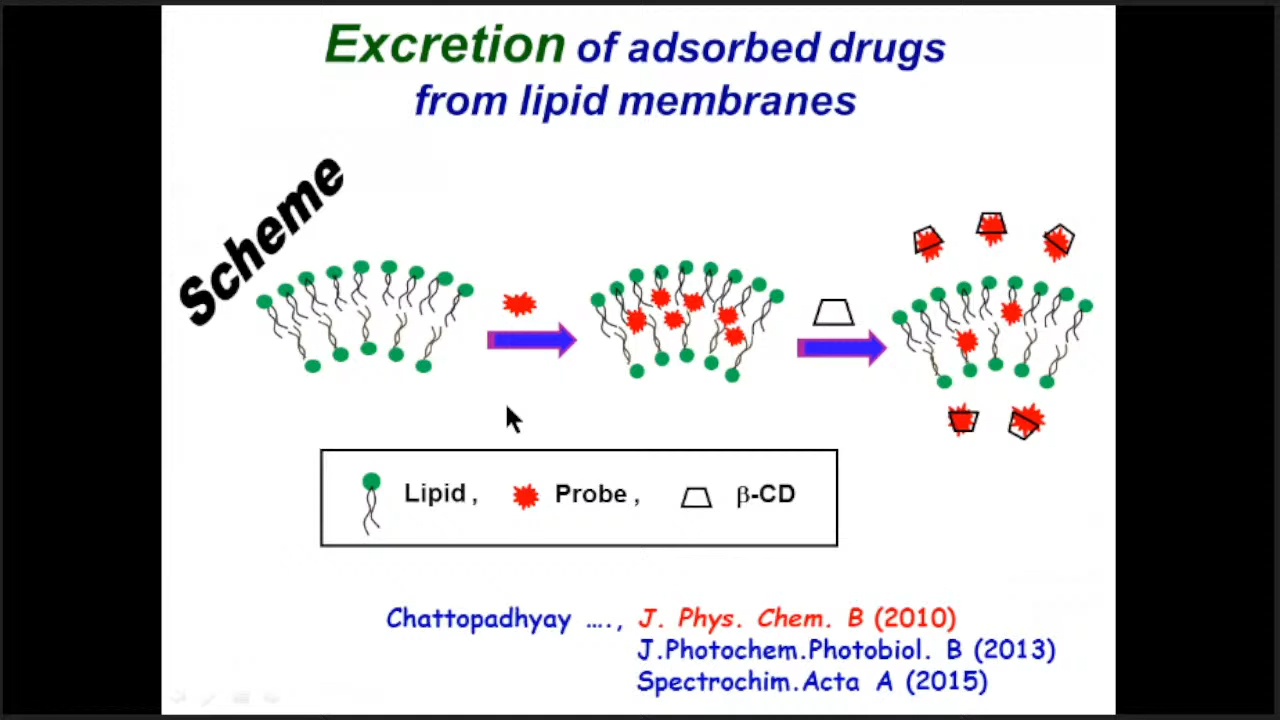 Excretion of adsorbed drugs
from lipid membranes
Scheme
Lipid , Probe , β-CD
Chattopadhyay ...., J. Phys. Chem. B (2010)
J.Photochem.Photobiol. B (2013)
Spectrochim.Acta A (2015)